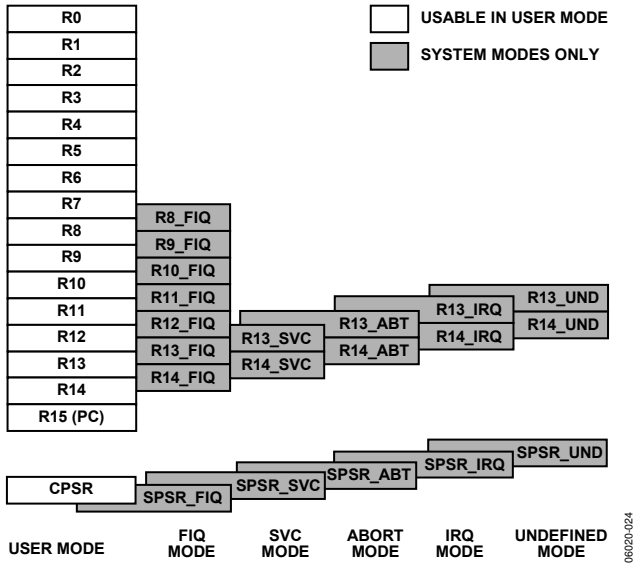 R0
R1
R2
R3
R4
R5
R6
R7
R8
R9
R10
R11
R12
R13
R14
R15 (PC)
USABLE IN USER MODE
SYSTEM MODES ONLY
R8_FIQ
R9_FIQ
R10_FIQ
R11_FIQ
R12_FIQ
R13_FIQ
R14_FIQ
R13_SVC
R14_SVC
R13_ABT
R14_ABT
R13_IRQ
R14_IRQ
R13_UND
R14_UND
CPSR
SPSR_FIQ
SPSR_SVC
SPSR_ABT
SPSR_IRQ
SPSR_UND
USER MODE
FIQ
MODE
SVC
MODE
ABORT
MODE
IRQ
MODE
UNDEFINED
MODE
06020-024